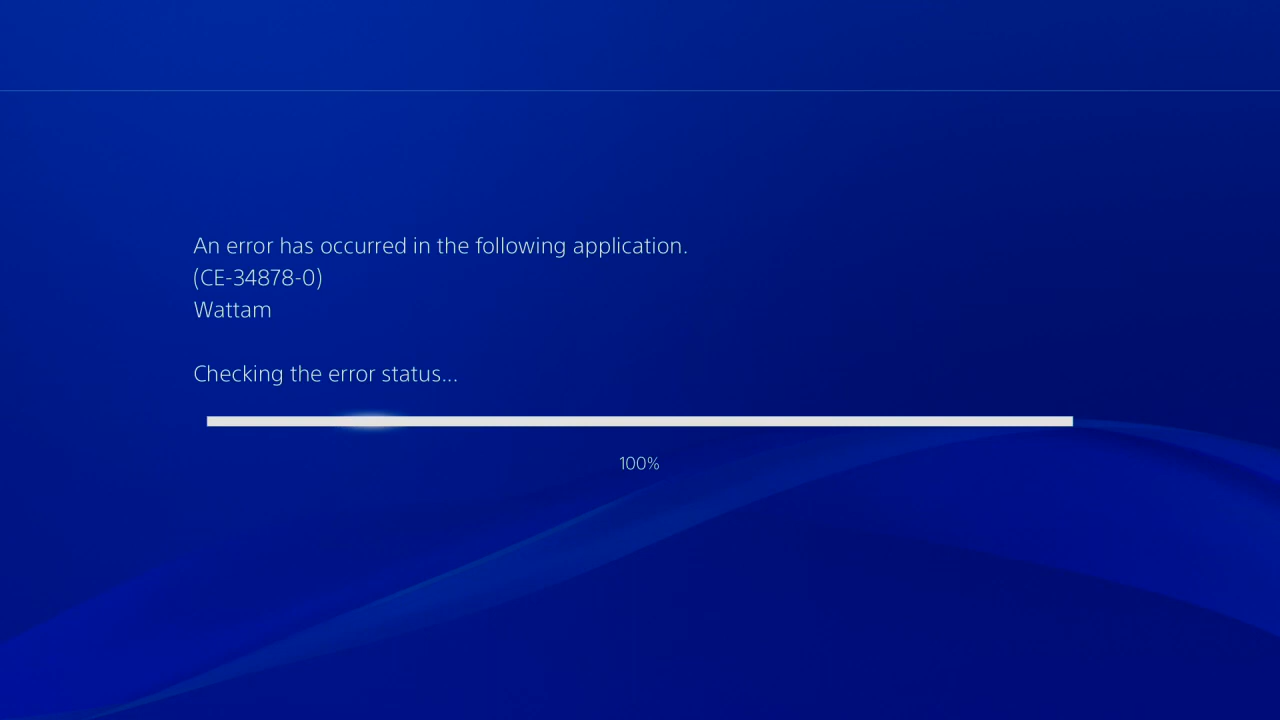 An error has occurred in the following application.
(CE-34878-0)
Wattam
Checking the error status...
100%